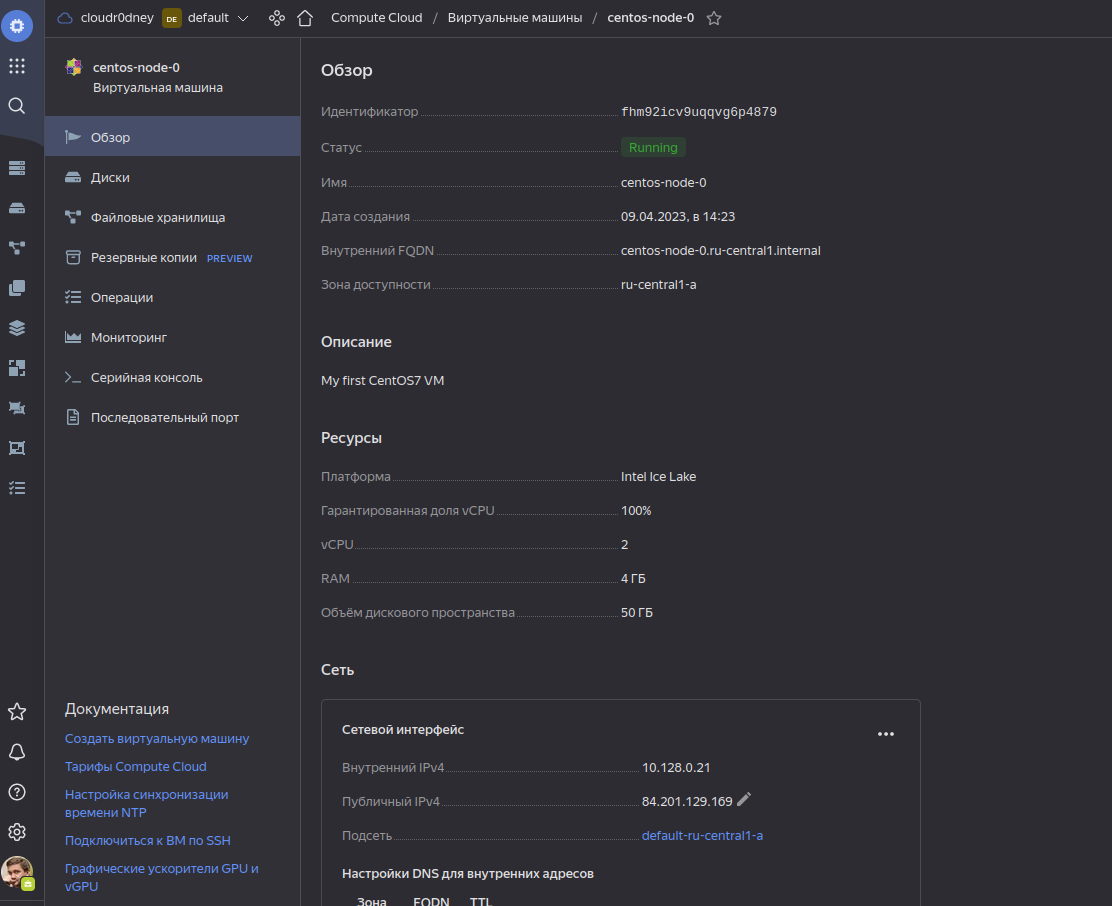 cloudr0dney DE default Compute Cloud / Виртуальные машины / centos-node-0
centos-node-0
Виртуальная машина
Обзор
Диски
Файловые хранилища
Резервные копии PREVIEW
Операции
Мониторинг
Серийная консоль
Последовательный порт
Документация
Создать виртуальную машину
Тарифы Compute Cloud
Настройка синхронизации
времени NTP
Подключиться к ВМ по SSH
Графические ускорители GPU и
vGPU
Обзор
Идентификатор fhm92icv9uqqvg6p4879
Статус Running
Имя centos-node-0
Дата создания 09.04.2023, в 14:23
Внутренний FQDN centos-node-0.ru-central1.internal
Зона доступности ru-central1-a
Описание
My first CentOS7 VM
Ресурсы
Платформа Intel Ice Lake
Гарантированная доля vCPU 100%
vCPU 2
RAM 4 ГБ
Объём дискового пространства 50 ГБ
Сеть
Сетевой интерфейс
Внутренний IPv4 10.128.0.21
Публичный IPv4 84.201.129.169
Подсеть default-ru-central1-a
Настройки DNS для внутренних адресов
Зона FQDN TTL